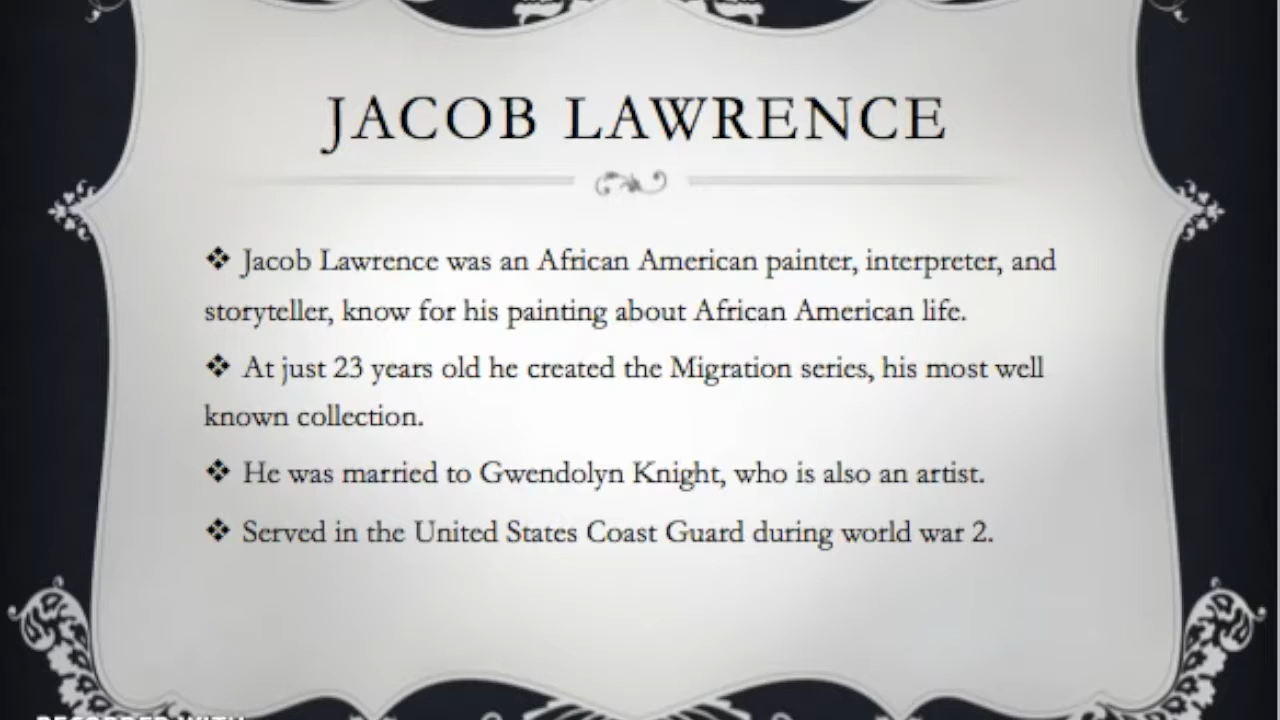 JACOB LAWRENCE
❖ Jacob Lawrence was an African American painter, interpreter, and
storyteller, know for his painting about African American life.
❖ At just 23 years old he created the Migration series, his most well
known collection.
❖ He was married to Gwendolyn Knight, who is also an artist.
❖ Served in the United States Coast Guard during world war 2.
RECORDED WITH